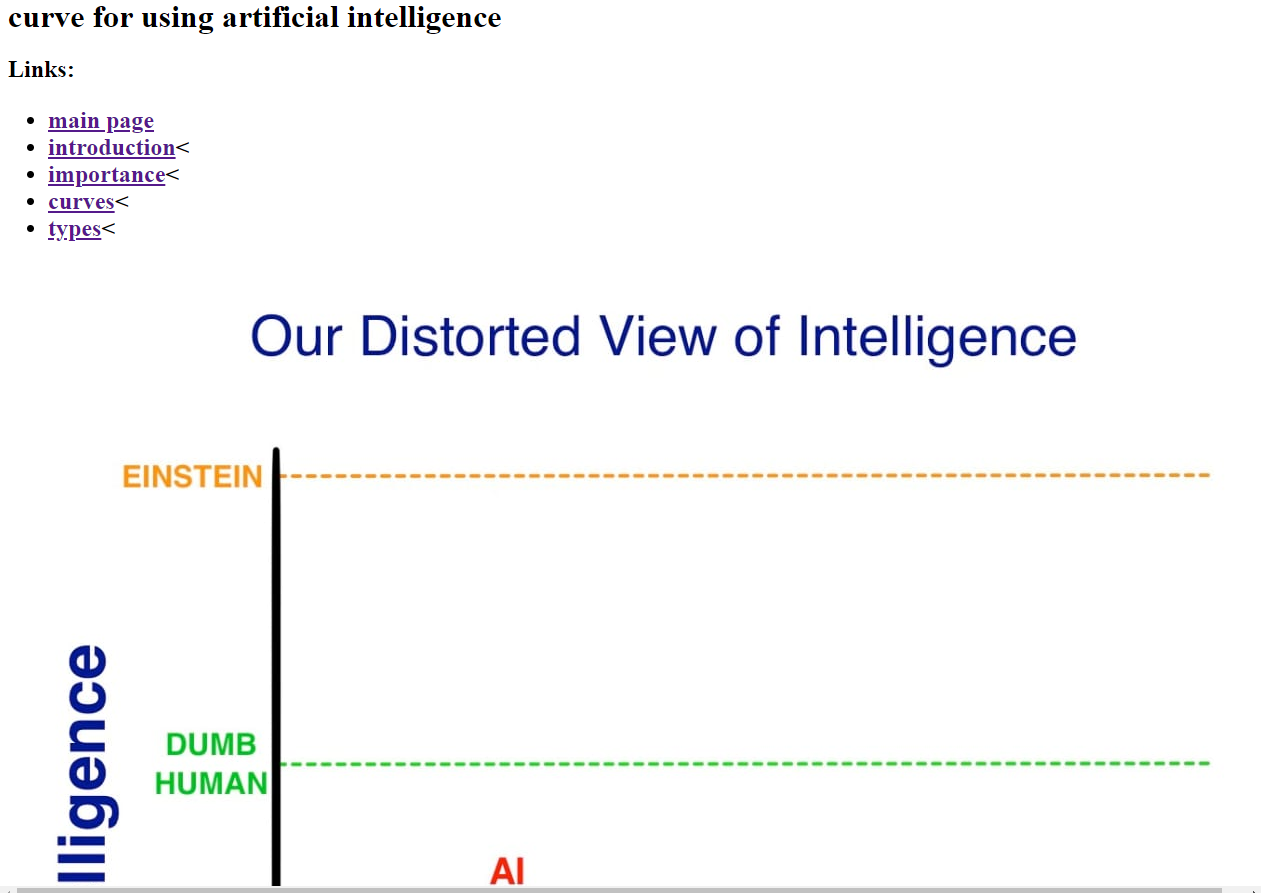 curve for using artificial intelligence
Links:
main page
introduction<
importance<
curves<
types<
Our Distorted View of Intelligence
EINSTEIN
DUMB
HUMAN
lligence
AI